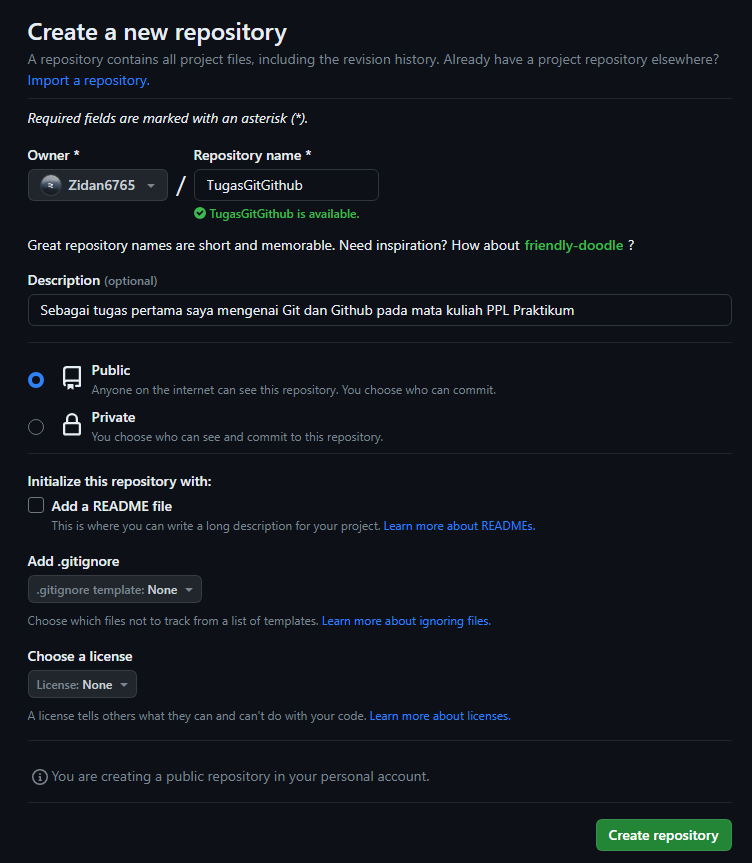 Create a new repository
A repository contains all project files, including the revision history. Already have a project repository elsewhere?
Import a repository.
Required fields are marked with an asterisk (*).
Owner * Repository name *
Zidan6765 / TugasGitGithub
TugasGitGithub is available.
Great repository names are short and memorable. Need inspiration? How about friendly-doodle ?
Description (optional)
Sebagai tugas pertama saya mengenai Git dan Github pada mata kuliah PPL Praktikum
Public
Anyone on the internet can see this repository. You choose who can commit.
Private
You choose who can see and commit to this repository.
Initialize this repository with:
Add a README file
This is where you can write a long description for your project. Learn more about READMEs.
Add .gitignore
.gitignore template: None
Choose which files not to track from a list of templates. Learn more about ignoring files.
Choose a license
License: None
A license tells others what they can and can't do with your code. Learn more about licenses.
You are creating a public repository in your personal account.
Create repository